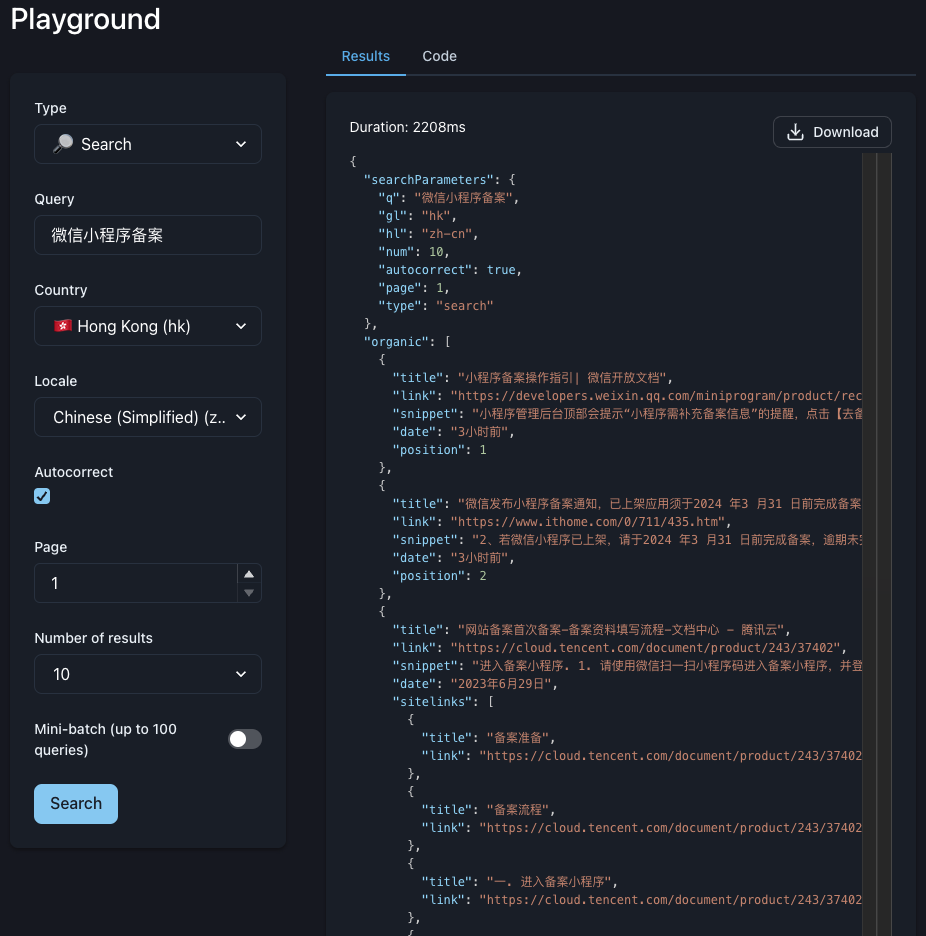 Playground
Type
Search
Query
微信小程序备案
Country
Hong Kong (hk)
Locale
Chinese (Simplified) (z..
Autocorrect
Page
1
Number of results
10
Mini-batch (up to 100
queries)
Search
Results Code
Duration: 2208ms
Download
{
"searchParameters": {
"q": "微信小程序备案",
"gl": "hk",
"hl": "zh-cn",
"num": 10,
"autocorrect": true,
"page": 1,
"type": "search"
},
"organic": [
{
"title": "小程序备案操作指引| 微信开放文档",
"link": "https://developers.weixin.qq.com/miniprogram/product/rec
"snippet": "小程序管理后台顶部会提示“小程序需补充备案信息”的提醒，点击【去备
"date": "3小时前",
"position": 1
},
{
"title": "微信发布小程序备案通知，已上架应用须于2024 年3 月31 日前完成备案
"link": "https://www.ithome.com/0/711/435.htm",
"snippet": "2、若微信小程序已上架，请于2024 年3 月31 日前完成备案，逾期未完
"date": "3小时前",
"position": 2
},
{
"title": "网站备案首次备案-备案资料填写流程-文档中心 - 腾讯云",
"link": "https://cloud.tencent.com/document/product/243/37402",
"snippet": "进入备案小程序. 1. 请使用微信扫一扫小程序码进入备案小程序，并登
"date": "2023年6月29日",
"sitelinks": [
{
"title": "备案准备",
"link": "https://cloud.tencent.com/document/product/243/37402
},
{
"title": "备案流程",
"link": "https://cloud.tencent.com/document/product/243/37402
},
{
"title": "一. 进入备案小程序",
"link": "https://cloud.tencent.com/document/product/243/37402
},
{